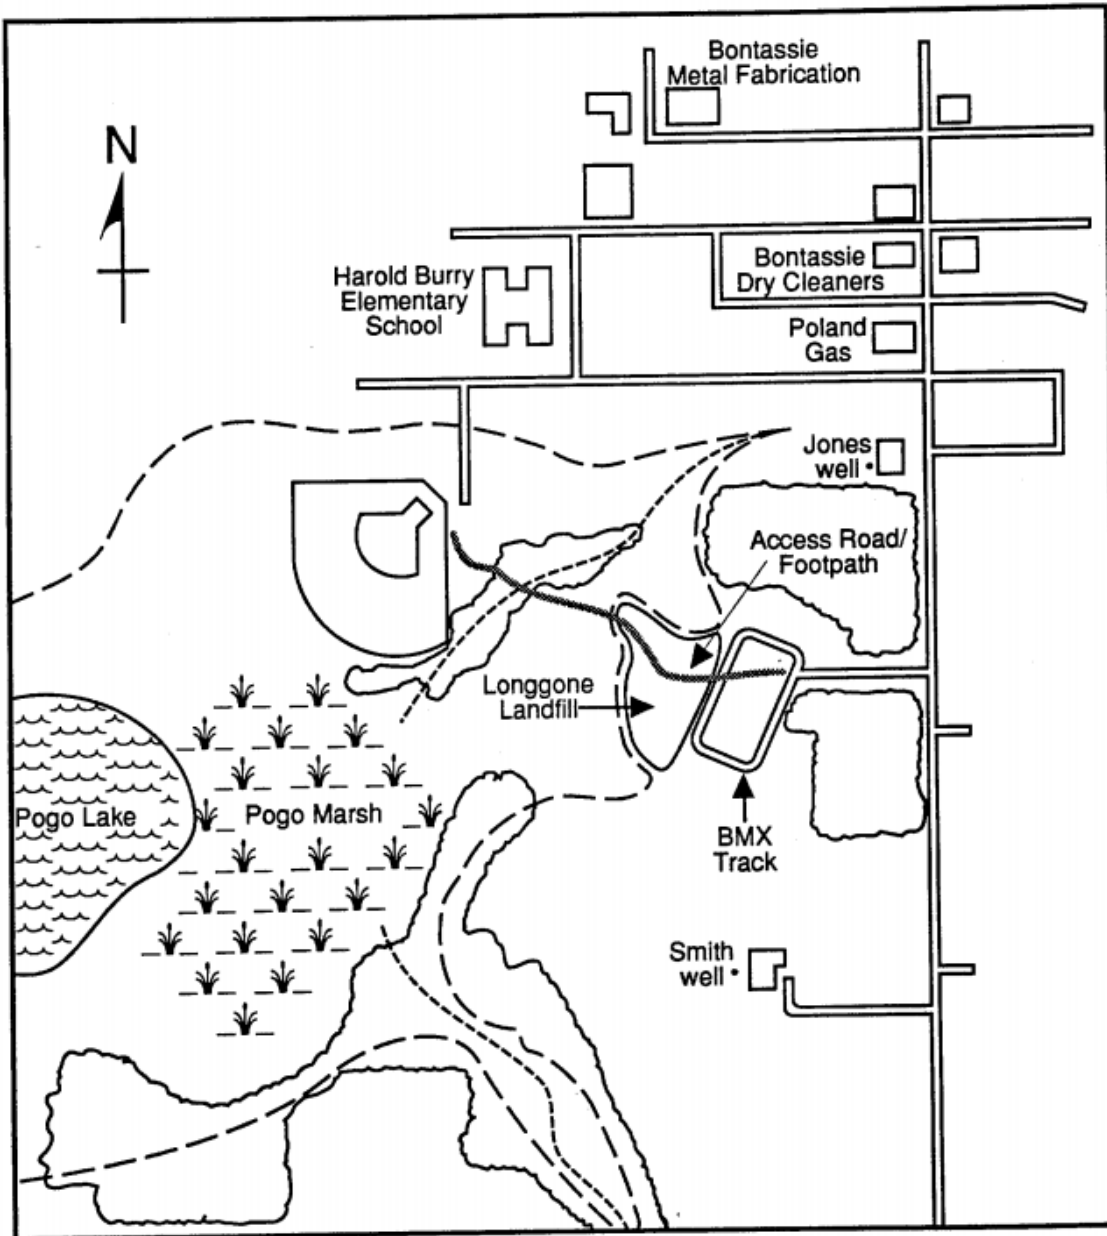 Bontassie
Metal Fabrication
N
Harold Burry
Elementary
School
Bontassie
Dry Cleaners
Poland
Gas
Jones
well
Access Road/
Footpath
Longgone
Landfill
Pogo Lake
Pogo Marsh
BMX
Track
Smith
well